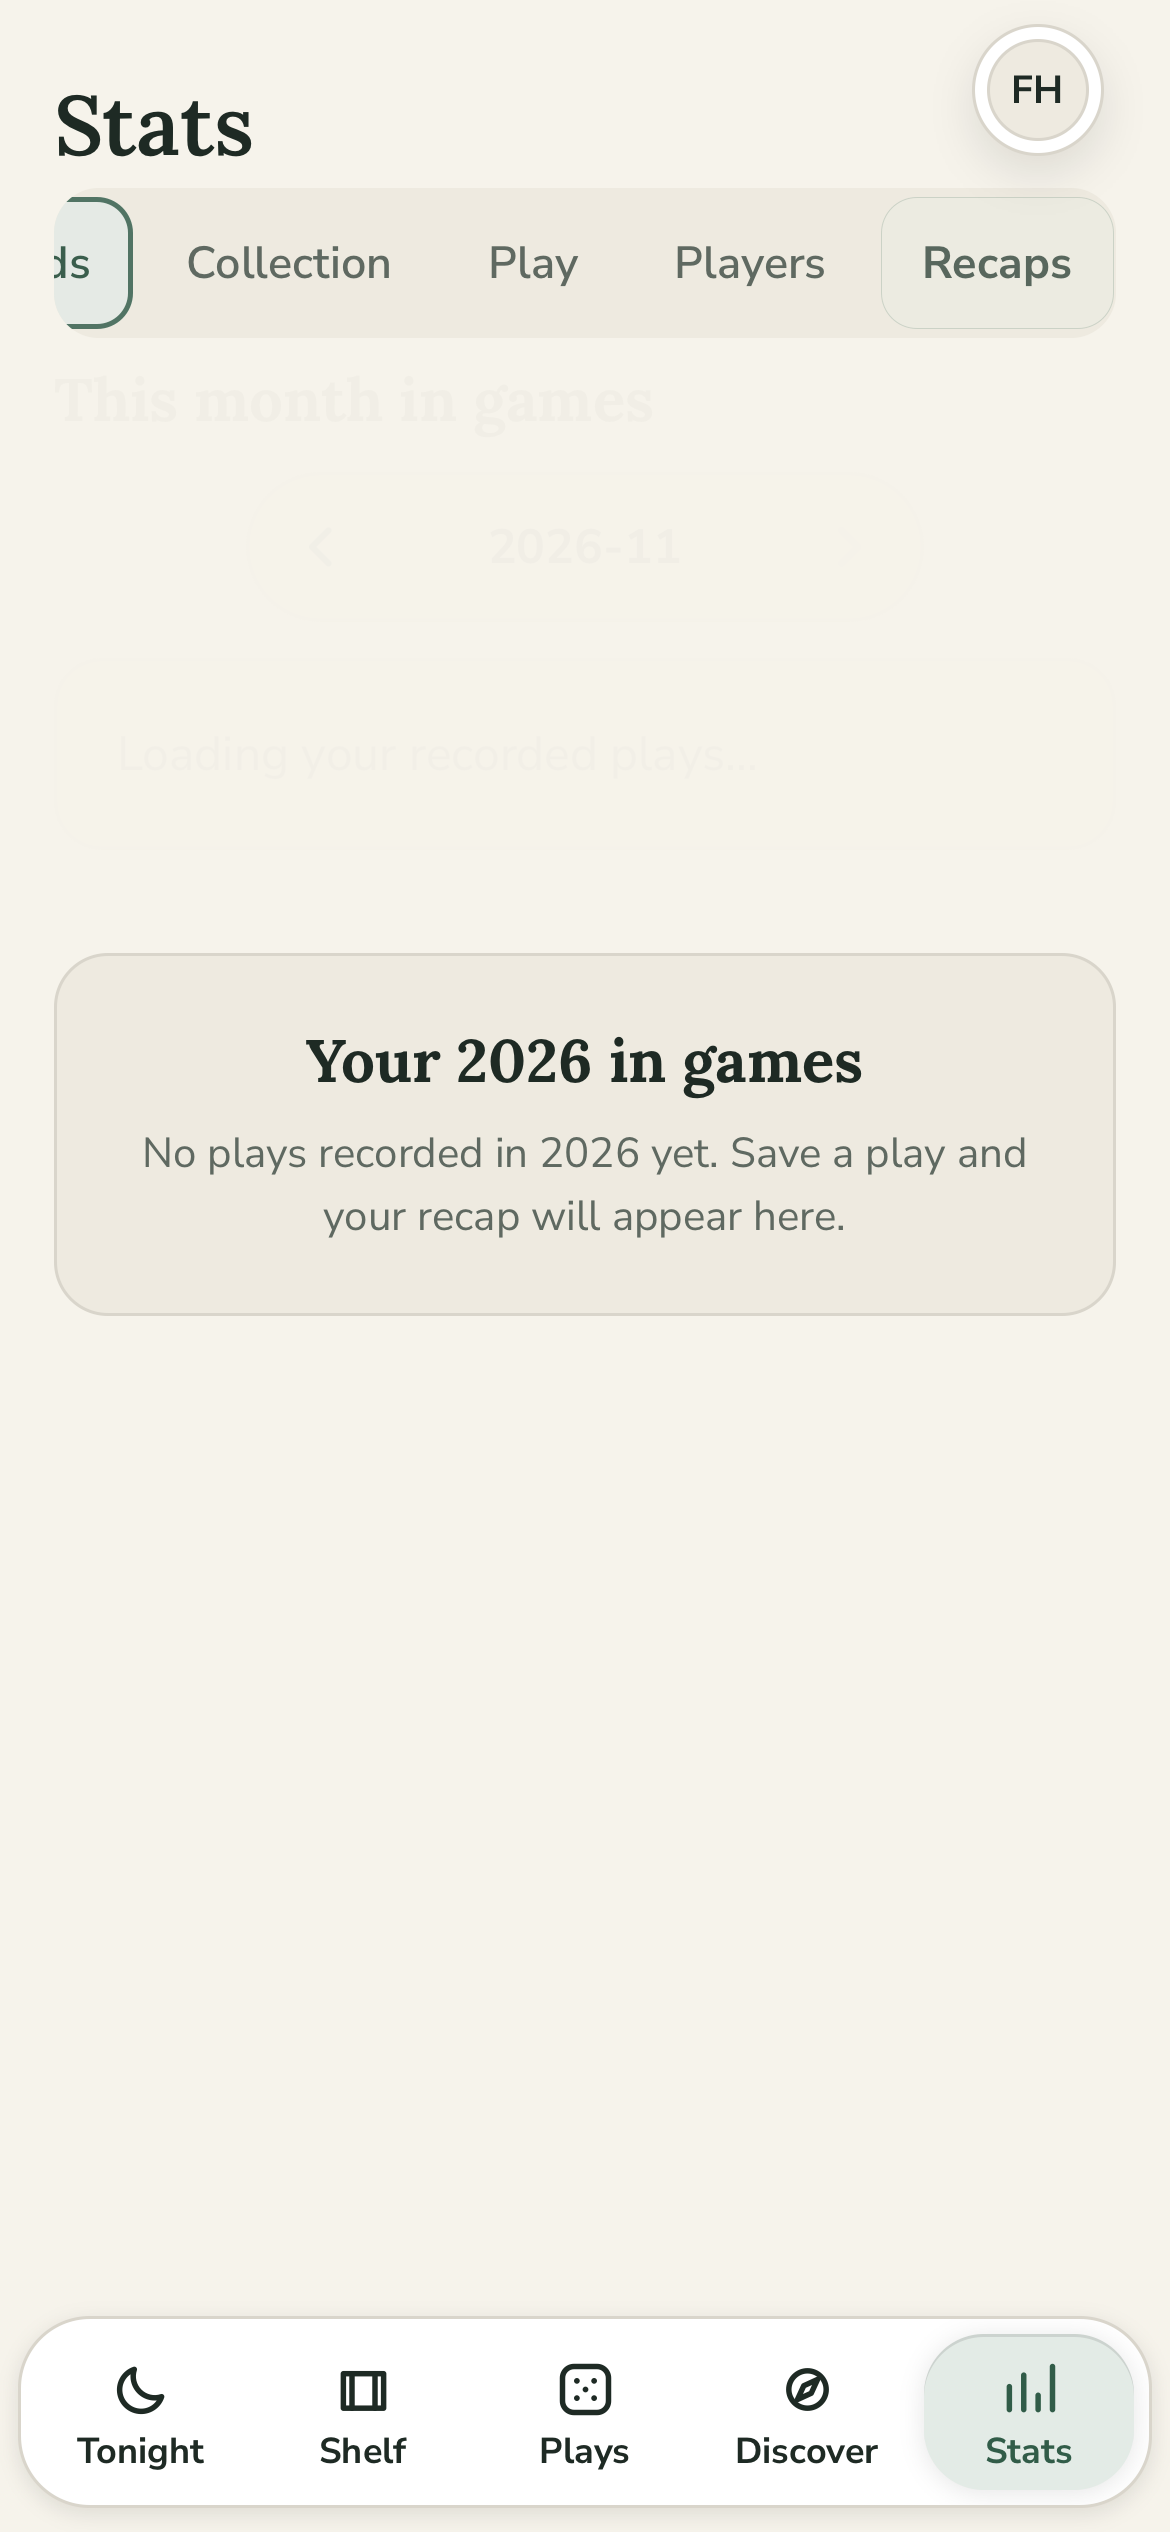 FH
Stats
ds
Collection
Play
Players
Recaps
This month in games
2026-11
Loading your recorded plays...
Your 2026 in games
No plays recorded in 2026 yet. Save a play and
your recap will appear here.
Tonight
Shelf
Plays
Discover
Stats